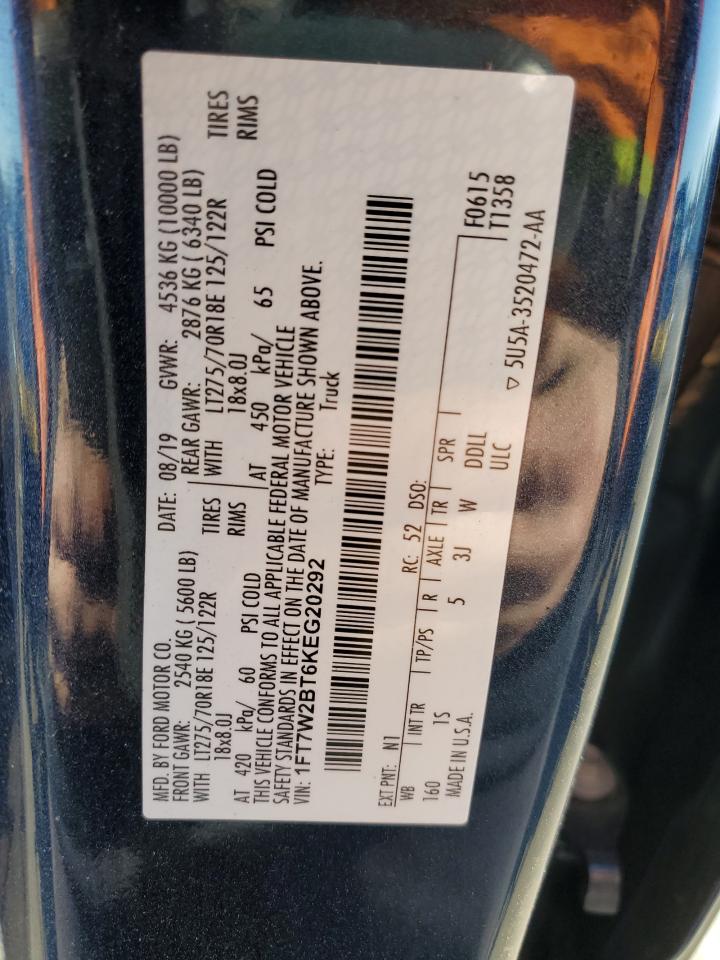 MFD. BY FORD MOTOR CO. DATE: 08/19 GVWR: 4536 KG (10000 LB)
FRONT GAWR: 2540 KG ( 5600 LB) REAR GAWR: 2876 KG ( 6340 LB)
WITH LT275/70R18E 125/122R TIRES WITH LT275/70R18E 125/122R TIRES
18x8.0J RIMS 18x8.0J RIMS
AT 420 kPa/ 60 PSI COLD AT 450 kPa/ 65 PSI COLD
THIS VEHICLE CONFORMS TO ALL APPLICABLE FEDERAL MOTOR VEHICLE
SAFETY STANDARDS IN EFFECT ON THE DATE OF MANUFACTURE SHOWN ABOVE.
VIN: 1FT7W2BT6KEG20292 TYPE: Truck
EXT PNT: N1 RC: 52 DSO:
WB INT TR TP/PS R AXLE TR SPR F0615
160 1S 5 3J W DDLL T1358
MADE IN U.S.A. ULC
▽ 5U5A-3520472-AA